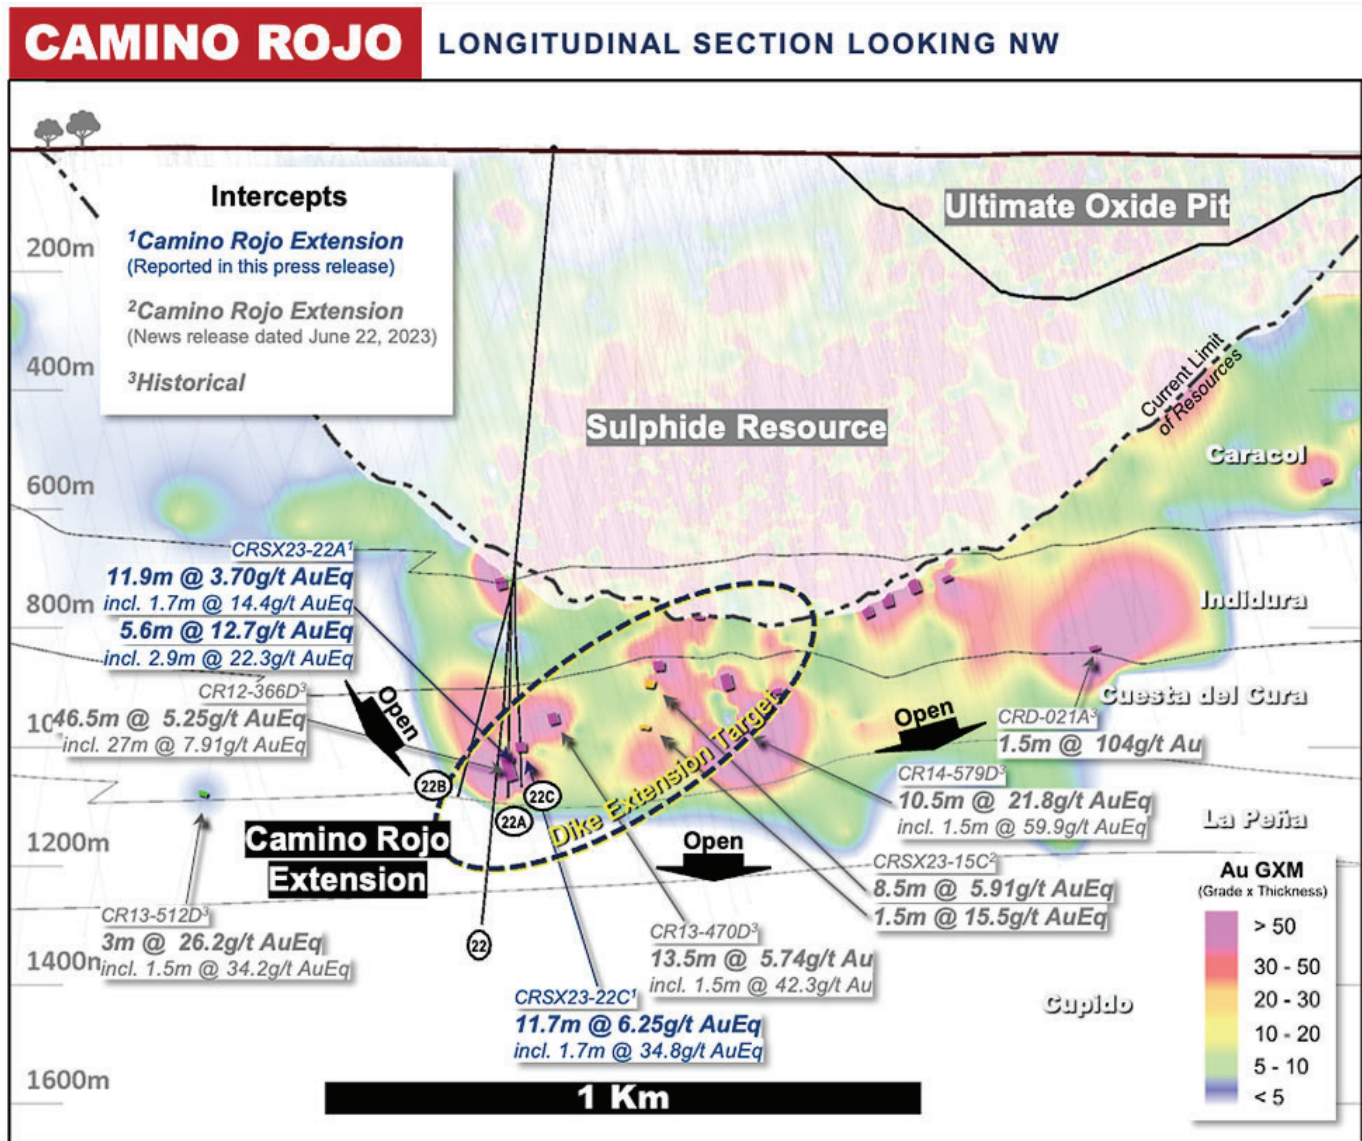 CAMINO ROJO
LONGITUDINAL SECTION LOOKING NW
Intercepts
¹Camino Rojo Extension
(Reported in this press release)
²Camino Rojo Extension
(News release dated June 22, 2023)
³Historical
200m
400m
600m
800m
1200m
1600m
Ultimate Oxide Pit
Sulphide Resource
Current Limit
of Resources
Caracol
Indidura
Cuesta del Cura
La Peña
Cupido
CRSX23-22A¹
11.9m @ 3.70g/t AuEq
incl. 1.7m @ 14.4g/t AuEq
5.6m @ 12.7g/t AuEq
incl. 2.9m @ 22.3g/t AuEq
CR12-366D³
46.5m @ 5.25g/t AuEq
incl. 27m @ 7.91g/t AuEq
Open
22B
22A
22C
22
Camino Rojo
Extension
Dike Extension Target
Open
Open
CR13-512D³
3m @ 26.2g/t AuEq
incl. 1.5m @ 34.2g/t AuEq
CRSX23-22C¹
11.7m @ 6.25g/t AuEq
incl. 1.7m @ 34.8g/t AuEq
CR13-470D³
13.5m @ 5.74g/t Au
incl. 1.5m @ 42.3g/t Au
CRD-021A³
1.5m @ 104g/t Au
CR14-579D³
10.5m @ 21.8g/t AuEq
incl. 1.5m @ 59.9g/t AuEq
CRSX23-15C²
8.5m @ 5.91g/t AuEq
1.5m @ 15.5g/t AuEq
Au GXM
(Grade x Thickness)
> 50
30 - 50
20 - 30
10 - 20
5 - 10
< 5
1 Km